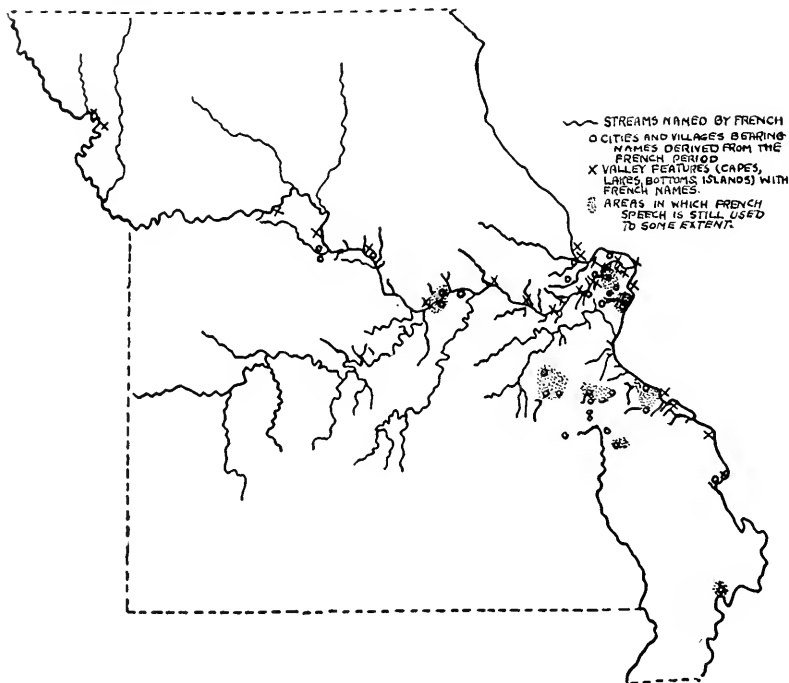 STREAMS NAMED BY FRENCH
CITIES AND VILLAGES BEARING
NAMES DERIVED FROM THE
FRENCH PERIOD
VALLEY FEATURES (CAPES,
LAKES, BOTTOMS, ISLANDS) WITH
FRENCH NAMES.
AREAS IN WHICH FRENCH
SPEECH IS STILL USED
TO SOME EXTENT.